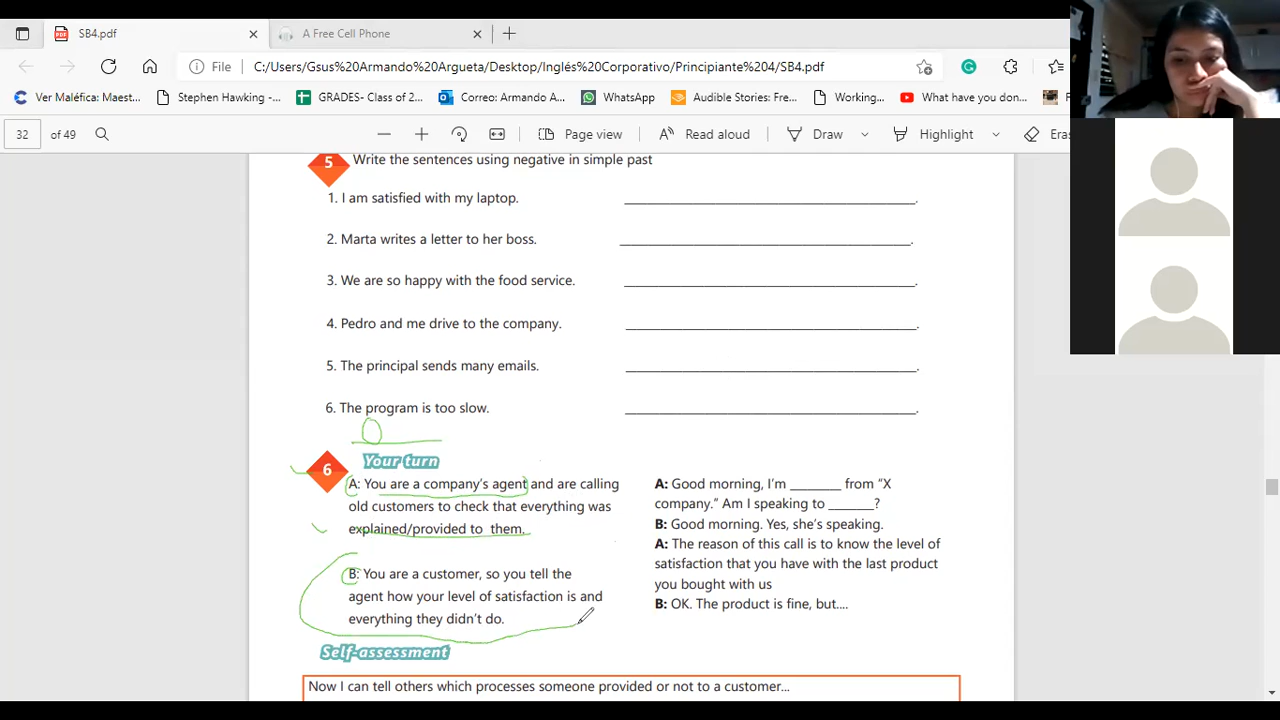 SB4.pdf
A Free Cell Phone
File
C:/Users/Gsus%20Armando%20Argueta/Desktop/Inglés%20Corporativo/Principiante%204/SB4.pdf
Ver Maléfica: Maest...
Stephen Hawking -...
GRADES- Class of 2...
Correo: Armando A...
WhatsApp
Audible Stories: Fre...
Working...
What have you don...
32 of 49
Page view
Read aloud
Draw
Highlight
5 Write the sentences using negative in simple past
1. I am satisfied with my laptop. ____________________.
2. Marta writes a letter to her boss. ____________________.
3. We are so happy with the food service. ____________________.
4. Pedro and me drive to the company. ____________________.
5. The principal sends many emails. ____________________.
6. The program is too slow. ____________________.
6 Your turn
A: You are a company's agent and are calling
old customers to check that everything was
explained/provided to them.
B: You are a customer, so you tell the
agent how your level of satisfaction is and
everything they didn't do.
A: Good morning, I'm ________ from "X
company." Am I speaking to _______?
B: Good morning. Yes, she's speaking.
A: The reason of this call is to know the level of
satisfaction that you have with the last product
you bought with us
B: OK. The product is fine, but....
Self-assessment
Now I can tell others which processes someone provided or not to a customer...